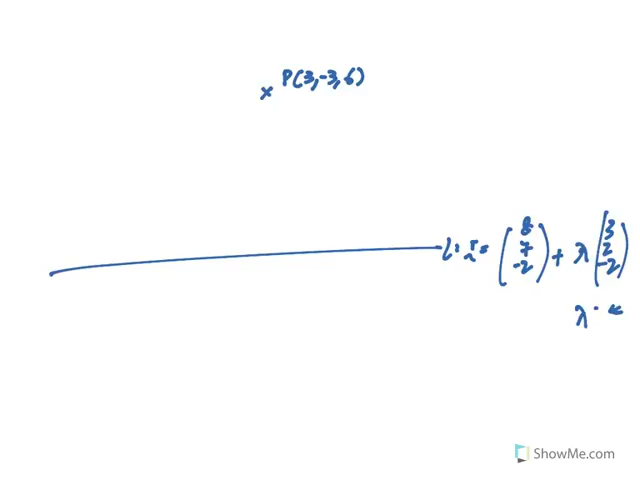 × P(3,-3,6)
l: r = (8 7 -2) + λ (3 2 -2)
λ
ShowMe.com